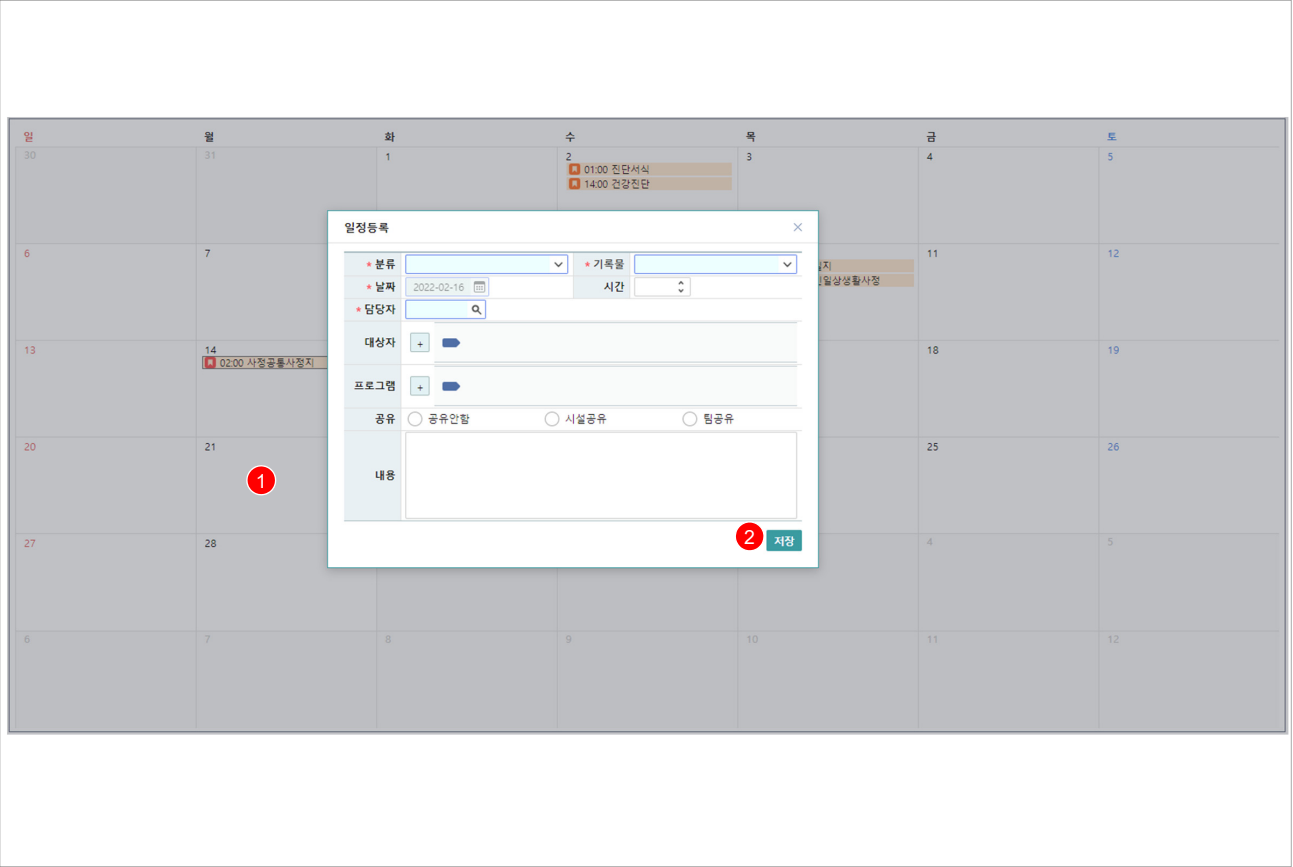 일 월 화 수 목 금 토
30 31 1 2 3 4 5
01:00 진단서식
14:00 건강진단
일정등록
* 분류 * 기록물
* 날짜 2022-02-16 시간
* 담당자
대상자 +
프로그램 +
공유 공유안함 시설공유 팀공유
내용
2 저장
6 7 11 12
일상생활사정
13 14 18 19
02:00 사정공통사정지
20 21 25 26
1
27 28 4 5
6 7 8 9 10 11 12